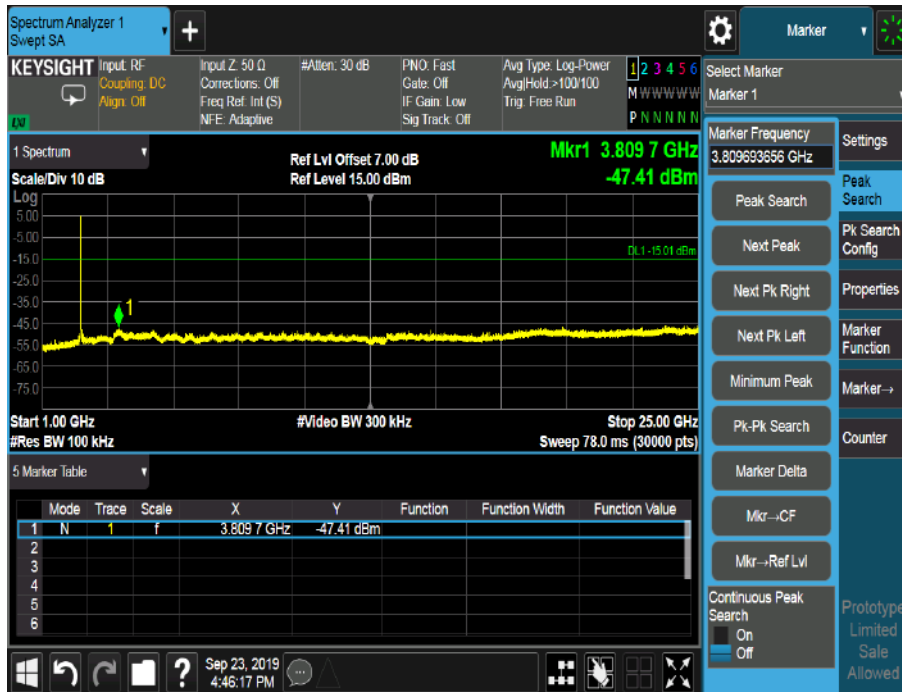 Spectrum Analyzer 1
Swept SA
+
Marker
KEYSIGHT
Input: RF
Coupling: DC
Align: Off
Input Z: 50 Ω
Corrections: Off
Freq Ref: Int (S)
NFE: Adaptive
#Atten: 30 dB
PNO: Fast
Gate: Off
IF Gain: Low
Sig Track: Off
Avg Type: Log-Power
Avg|Hold:>100/100
Trig: Free Run
1 2 3 4 5 6
M W W W W W
P N N N N N
LXI
Select Marker
Marker 1
1 Spectrum
Scale/Div 10 dB
Ref Lvl Offset 7.00 dB
Ref Level 15.00 dBm
Mkr1 3.809 7 GHz
-47.41 dBm
Log
5.00
-5.00
-15.0
-25.0
-35.0
-45.0
-55.0
-65.0
-75.0
DL1 -15.01 dBm
1
Start 1.00 GHz
#Res BW 100 kHz
#Video BW 300 kHz
Stop 25.00 GHz
Sweep 78.0 ms (30000 pts)
5 Marker Table
Mode Trace Scale X Y Function Function Width Function Value
1 N 1 f 3.809 7 GHz -47.41 dBm
2
3
4
5
6
Marker Frequency
3.809693656 GHz
Peak Search
Next Peak
Next Pk Right
Next Pk Left
Minimum Peak
Pk-Pk Search
Marker Delta
Mkr→CF
Mkr→Ref Lvl
Continuous Peak
Search
On
Off
Settings
Peak
Search
Pk Search
Config
Properties
Marker
Function
Marker→
Counter
Prototype
Limited
Sale
Allowed
?
Sep 23, 2019
4:46:17 PM